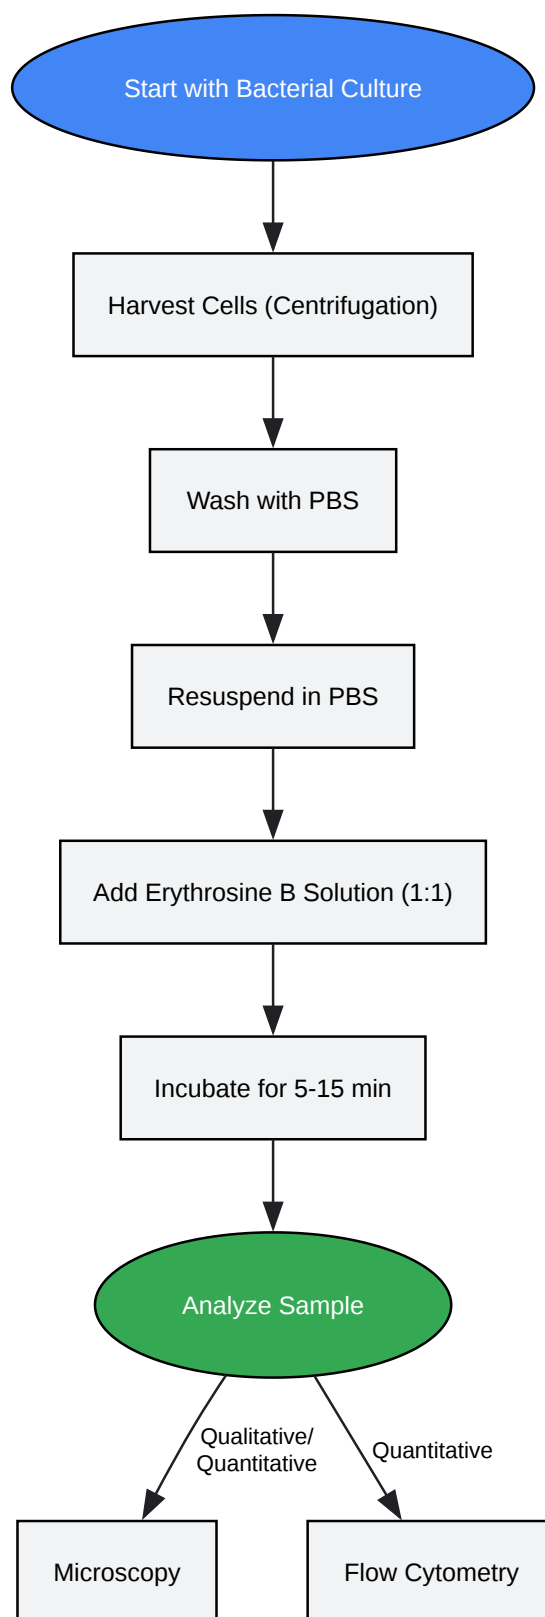 Start with Bacterial Culture
Harvest Cells (Centrifugation)
Wash with PBS
Resuspend in PBS
Add Erythrosine B Solution (1:1)
Incubate for 5-15 min
Analyze Sample
Qualitative/
Quantitative
Quantitative
Microscopy
Flow Cytometry